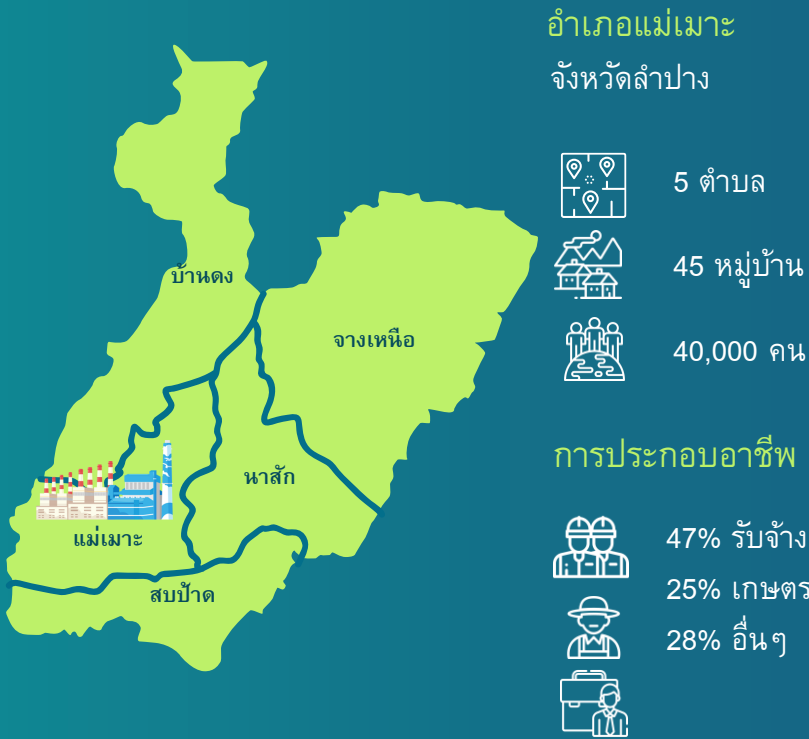 อำเภอแม่เมาะ
จังหวัดลำปาง
5 ตำบล
45 หมู่บ้าน
40,000 คน
การประกอบอาชีพ
47% รับจ้าง
25% เกษตร
28% อื่นๆ
บ้านดง
จางเหนือ
หาสัก
แม่เมาะ
สบป้าด